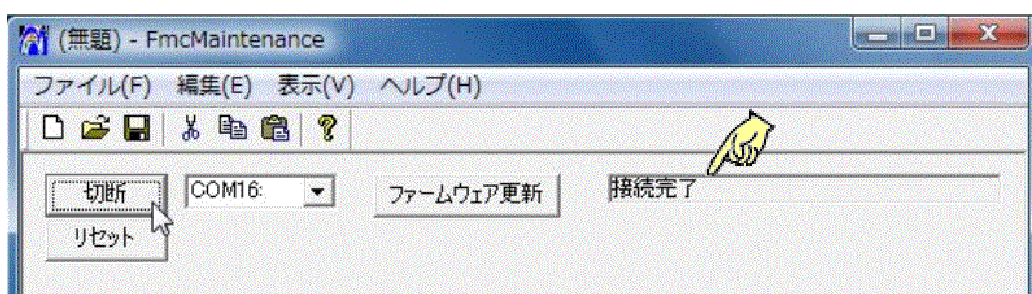 (無題) - FmcMaintenance
ファイル(F) 編集(E) 表示(V) ヘルプ(H)
切断 COM16: ファームウェア更新 接続完了
リセット